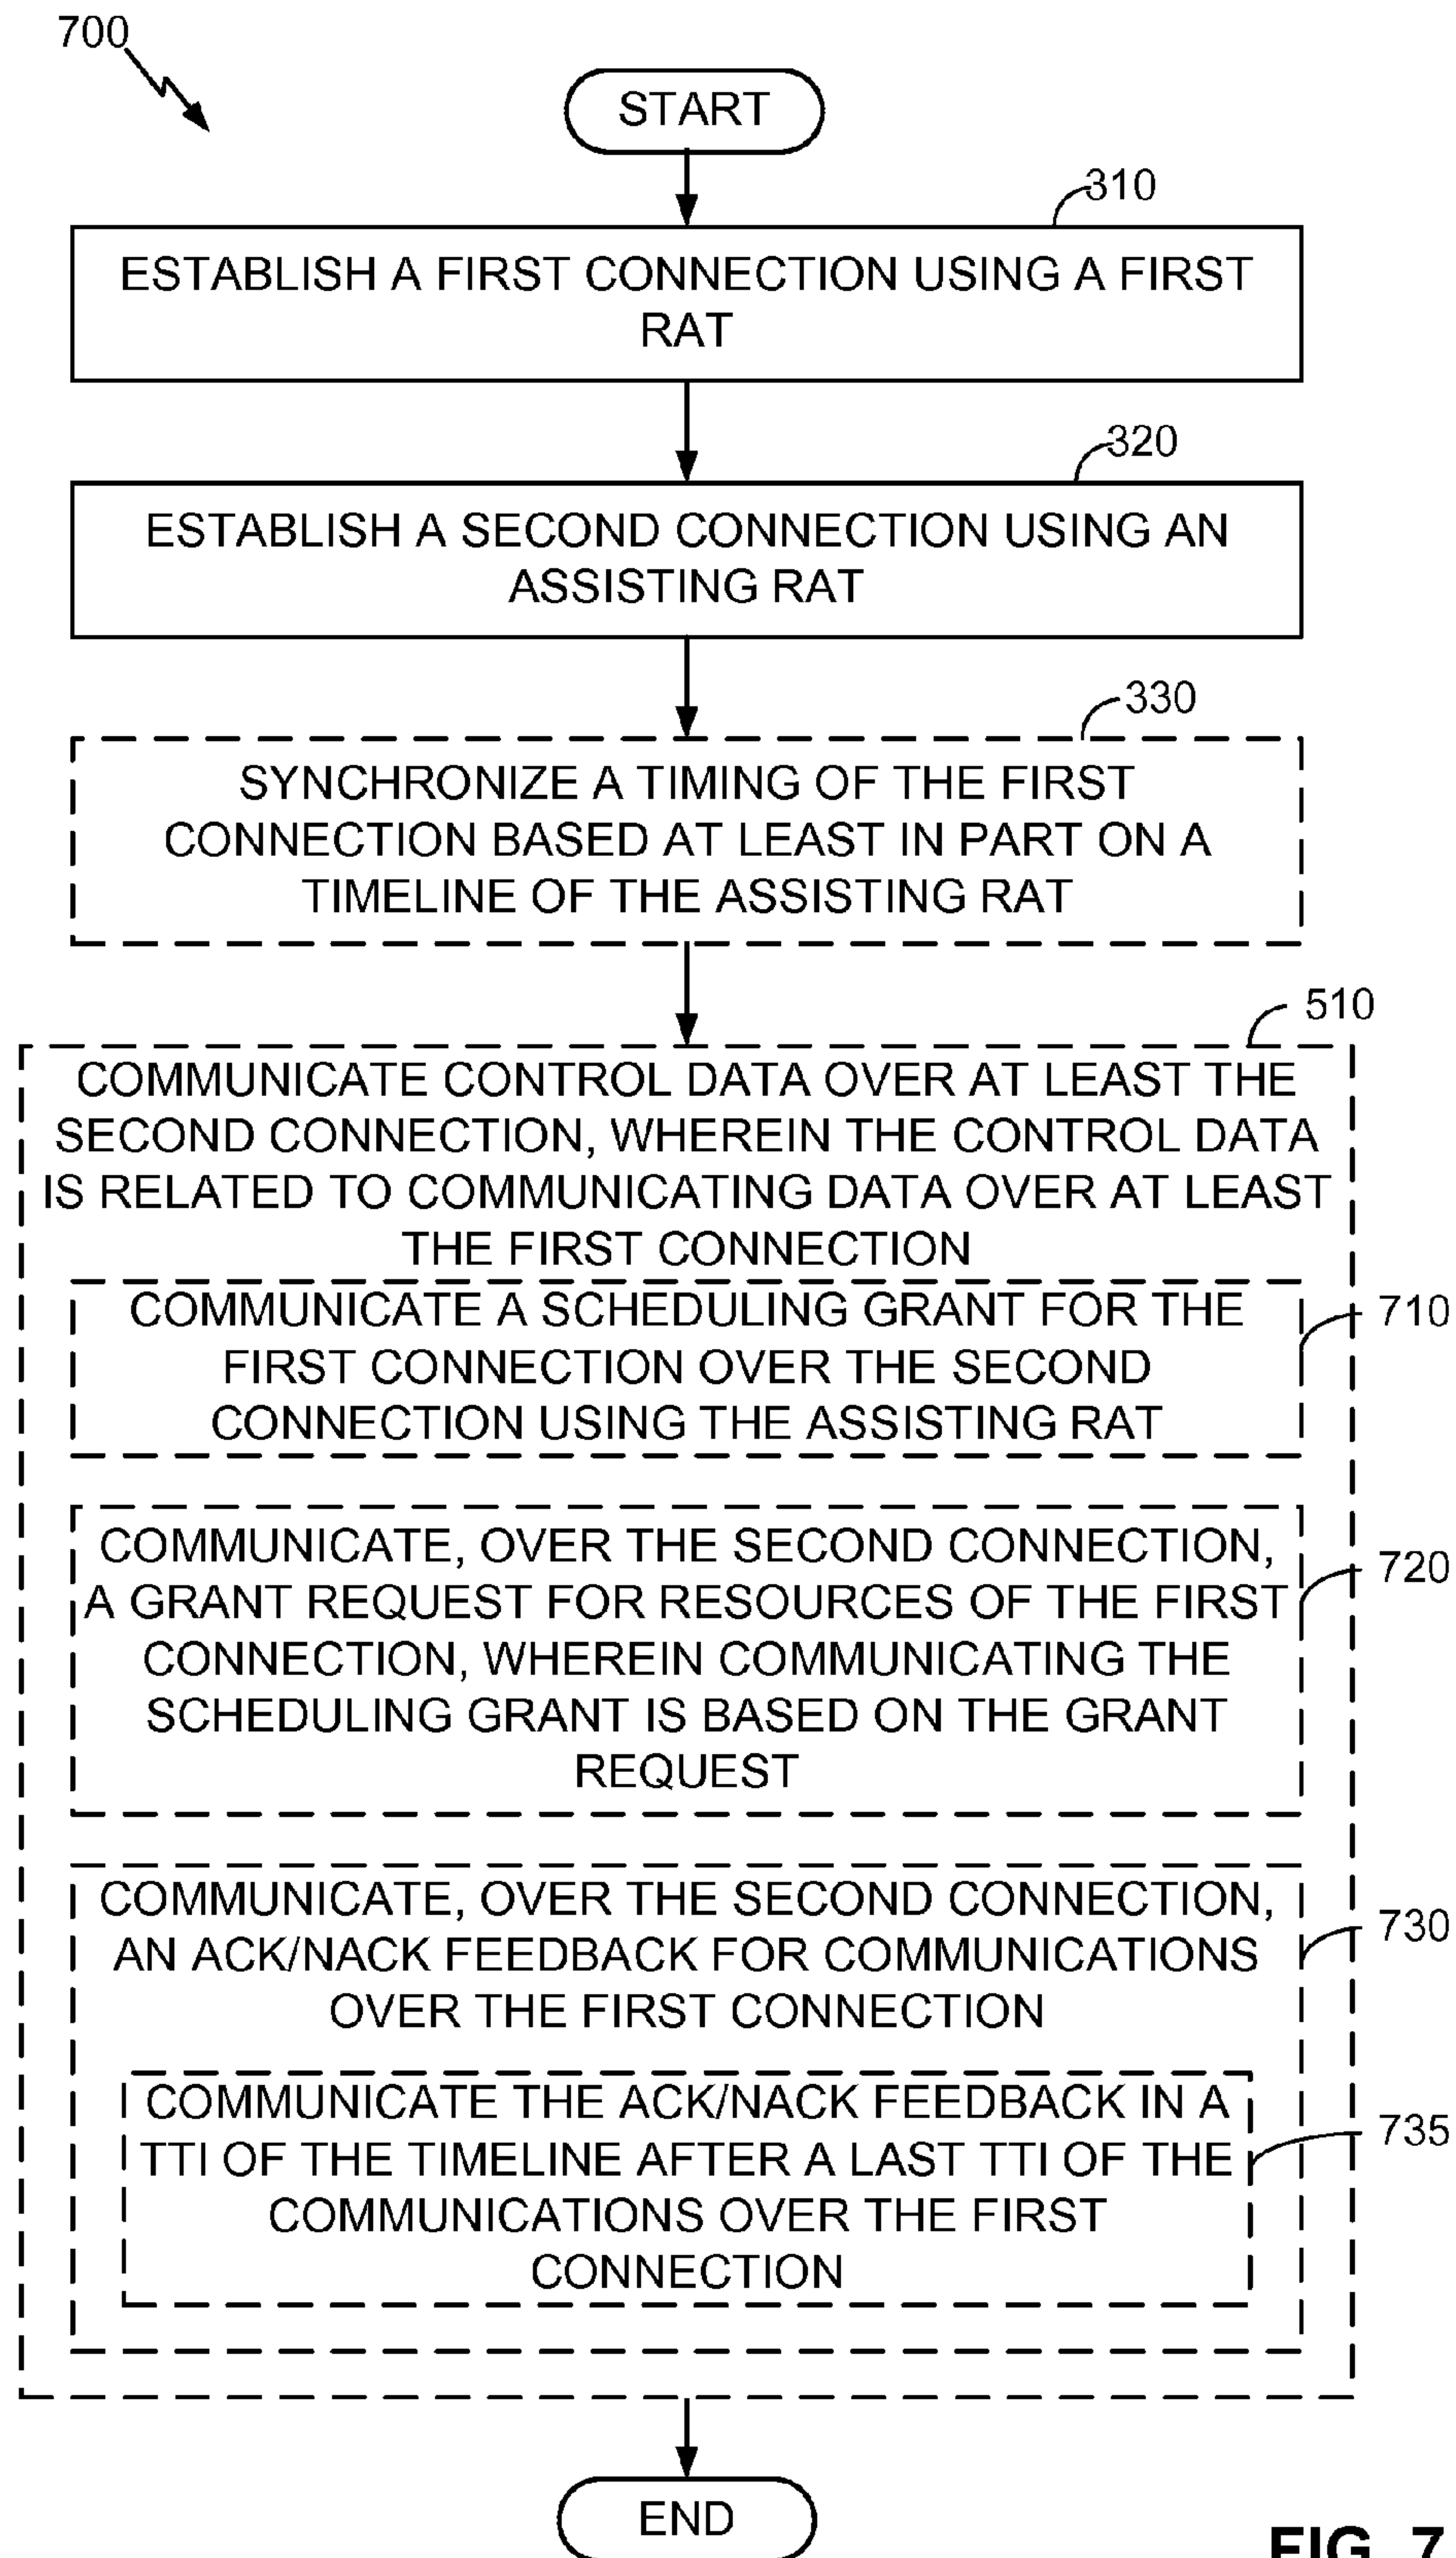 700
START
310
ESTABLISH A FIRST CONNECTION USING A FIRST
RAT
320
ESTABLISH A SECOND CONNECTION USING AN
ASSISTING RAT
330
SYNCHRONIZE A TIMING OF THE FIRST
CONNECTION BASED AT LEAST IN PART ON A
TIMELINE OF THE ASSISTING RAT
510
COMMUNICATE CONTROL DATA OVER AT LEAST THE
SECOND CONNECTION, WHEREIN THE CONTROL DATA
IS RELATED TO COMMUNICATING DATA OVER AT LEAST
THE FIRST CONNECTION
COMMUNICATE A SCHEDULING GRANT FOR THE
FIRST CONNECTION OVER THE SECOND
CONNECTION USING THE ASSISTING RAT
710
COMMUNICATE, OVER THE SECOND CONNECTION,
A GRANT REQUEST FOR RESOURCES OF THE FIRST
CONNECTION, WHEREIN COMMUNICATING THE
SCHEDULING GRANT IS BASED ON THE GRANT
REQUEST
720
COMMUNICATE, OVER THE SECOND CONNECTION,
AN ACK/NACK FEEDBACK FOR COMMUNICATIONS
OVER THE FIRST CONNECTION
730
COMMUNICATE THE ACK/NACK FEEDBACK IN A
TTI OF THE TIMELINE AFTER A LAST TTI OF THE
COMMUNICATIONS OVER THE FIRST
CONNECTION
735
END
FIG. 7